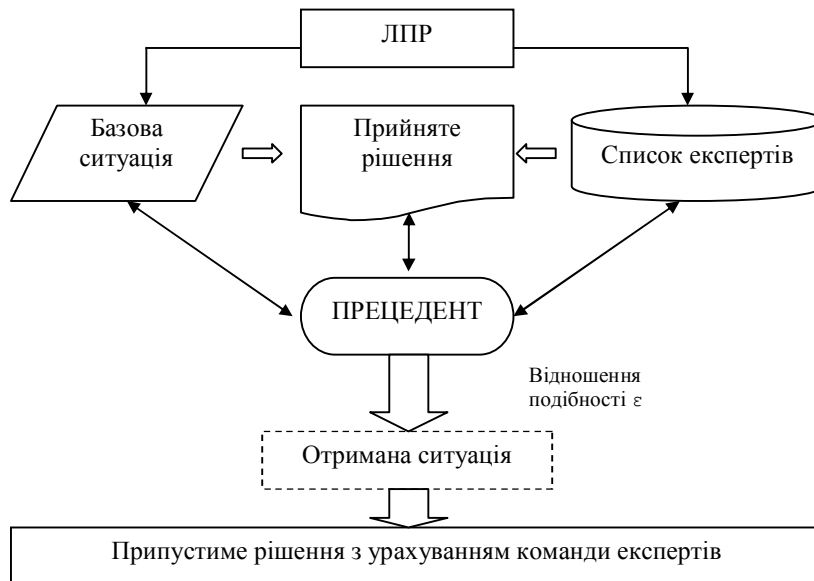 ЛПР
Базова
ситуація
Прийняте
рішення
Список експертів
ПРЕЦЕДЕНТ
Відношення
подібності ε
Отримана ситуація
Припустиме рішення з урахуванням команди експертів